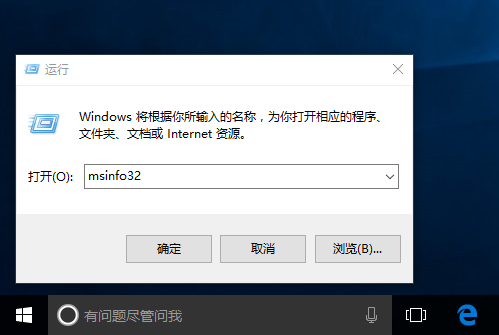 运行
Windows 将根据你所输入的名称，为你打开相应的程序、
文件夹、文档或 Internet 资源。
打开(O): msinfo32
确定 取消 浏览(B)...
有问题尽管问我